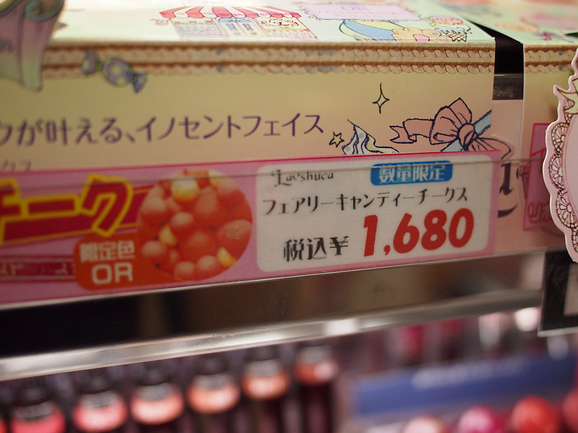 が叶える、イノセントフェイス
チーク
限定色
OR
Lavshuca
数量限定
フェアリーキャンディーチークス
税込¥1,680